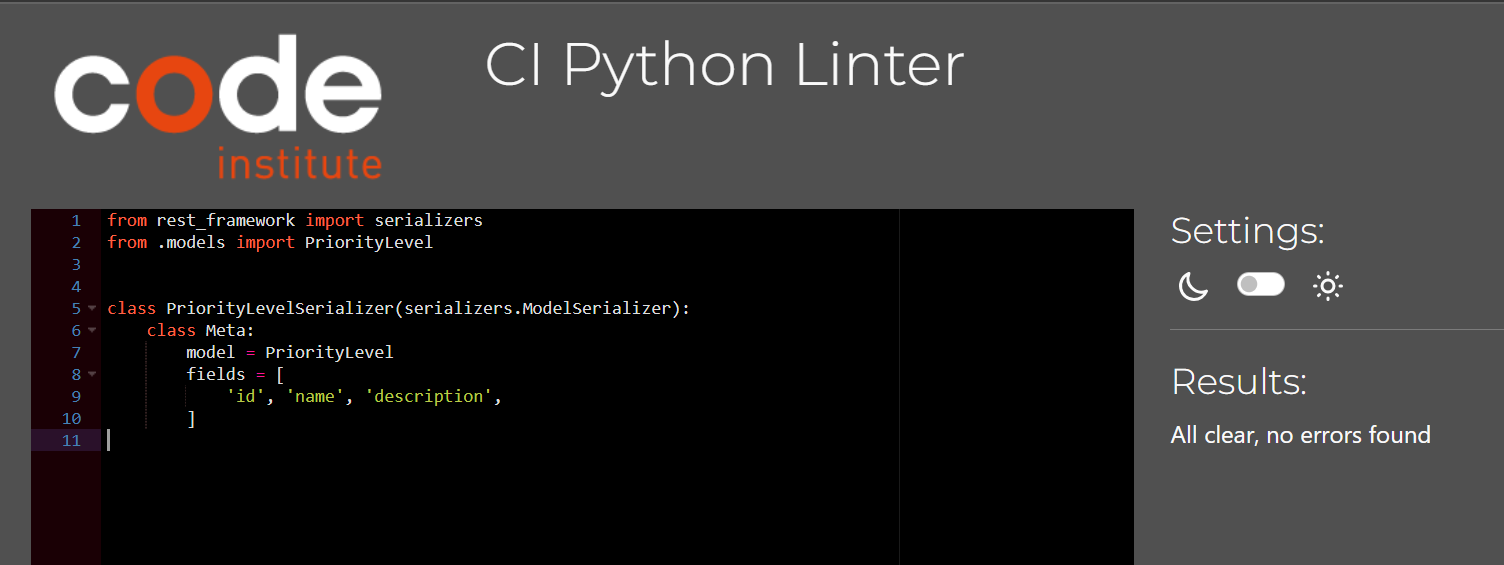 code
institute
CI Python Linter
1 from rest_framework import serializers
2 from .models import PriorityLevel
3
4
5 class PriorityLevelSerializer(serializers.ModelSerializer):
6     class Meta:
7         model = PriorityLevel
8         fields = [
9             'id', 'name', 'description',
10         ]
11
Settings:
Results:
All clear, no errors found